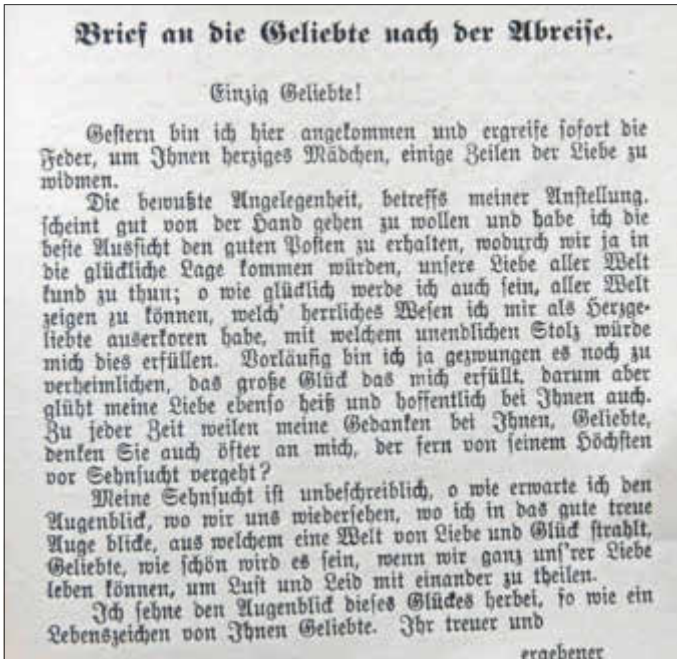 Brief an die Geliebte nach der Abreise.
Einzig Geliebte!
Gestern bin ich hier angekommen und ergreife sofort die
Feder, um Ihnen herziges Mädchen, einige Zeilen der Liebe zu
widmen.
Die bewußte Angelegenheit, betreffs meiner Anstellung.
scheint gut von der Hand gehen zu wollen und habe ich die
beste Aussicht den guten Posten zu erhalten, wodurch wir ja in
die glückliche Lage kommen würden, unsere Liebe aller Welt
kund zu thun; o wie glücklich werde ich auch sein, aller Welt
zeigen zu können, welch' herrliches Wesen ich mir als Herzge-
liebte auserkoren habe, mit welchem unendlichen Stolz würde
mich dies erfüllen. Vorläufig bin ich ja gezwungen es noch zu
verheimlichen, das große Glück das mich erfüllt, darum aber
glüht meine Liebe ebenso heiß und hoffentlich bei Ihnen auch.
Zu jeder Zeit weilen meine Gedanken bei Ihnen, Geliebte,
denken Sie auch öfter an mich, der fern von seinem Höchsten
vor Sehnsucht vergeht?
Meine Sehnsucht ist unbeschreiblich, o wie erwarte ich den
Augenblick, wo wir uns wiedersehen, wo ich in das gute treue
Auge blicke, aus welchem eine Welt von Liebe und Glück strahlt,
Geliebte, wie schön wird es sein, wenn wir ganz uns'rer Liebe
leben können, um Lust und Leid mit einander zu theilen.
Ich sehne den Augenblick dieses Glückes herbei, so wie ein
Lebenszeichen von Ihnen Geliebte. Ihr treuer und
ergebener